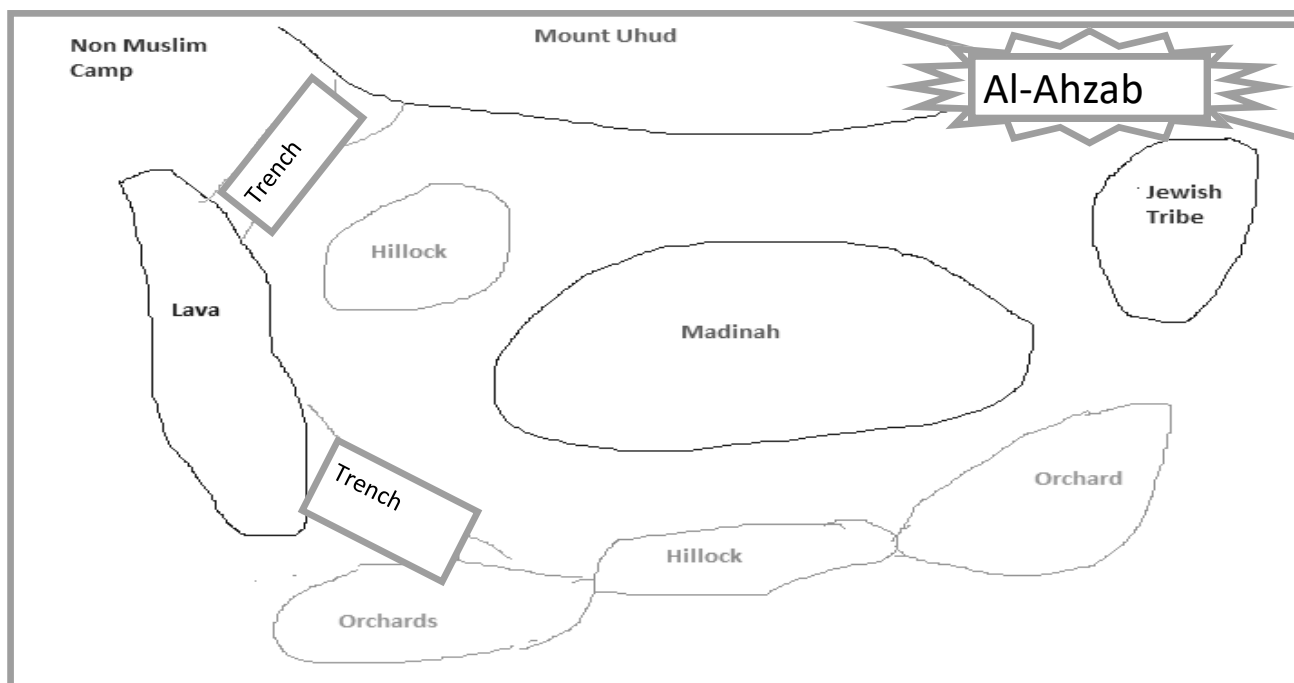 Non Muslim
Camp
Mount Uhud
Al-Ahzab
Trench
Jewish
Tribe
Hillock
Lava
Madinah
Trench
Orchard
Hillock
Orchards